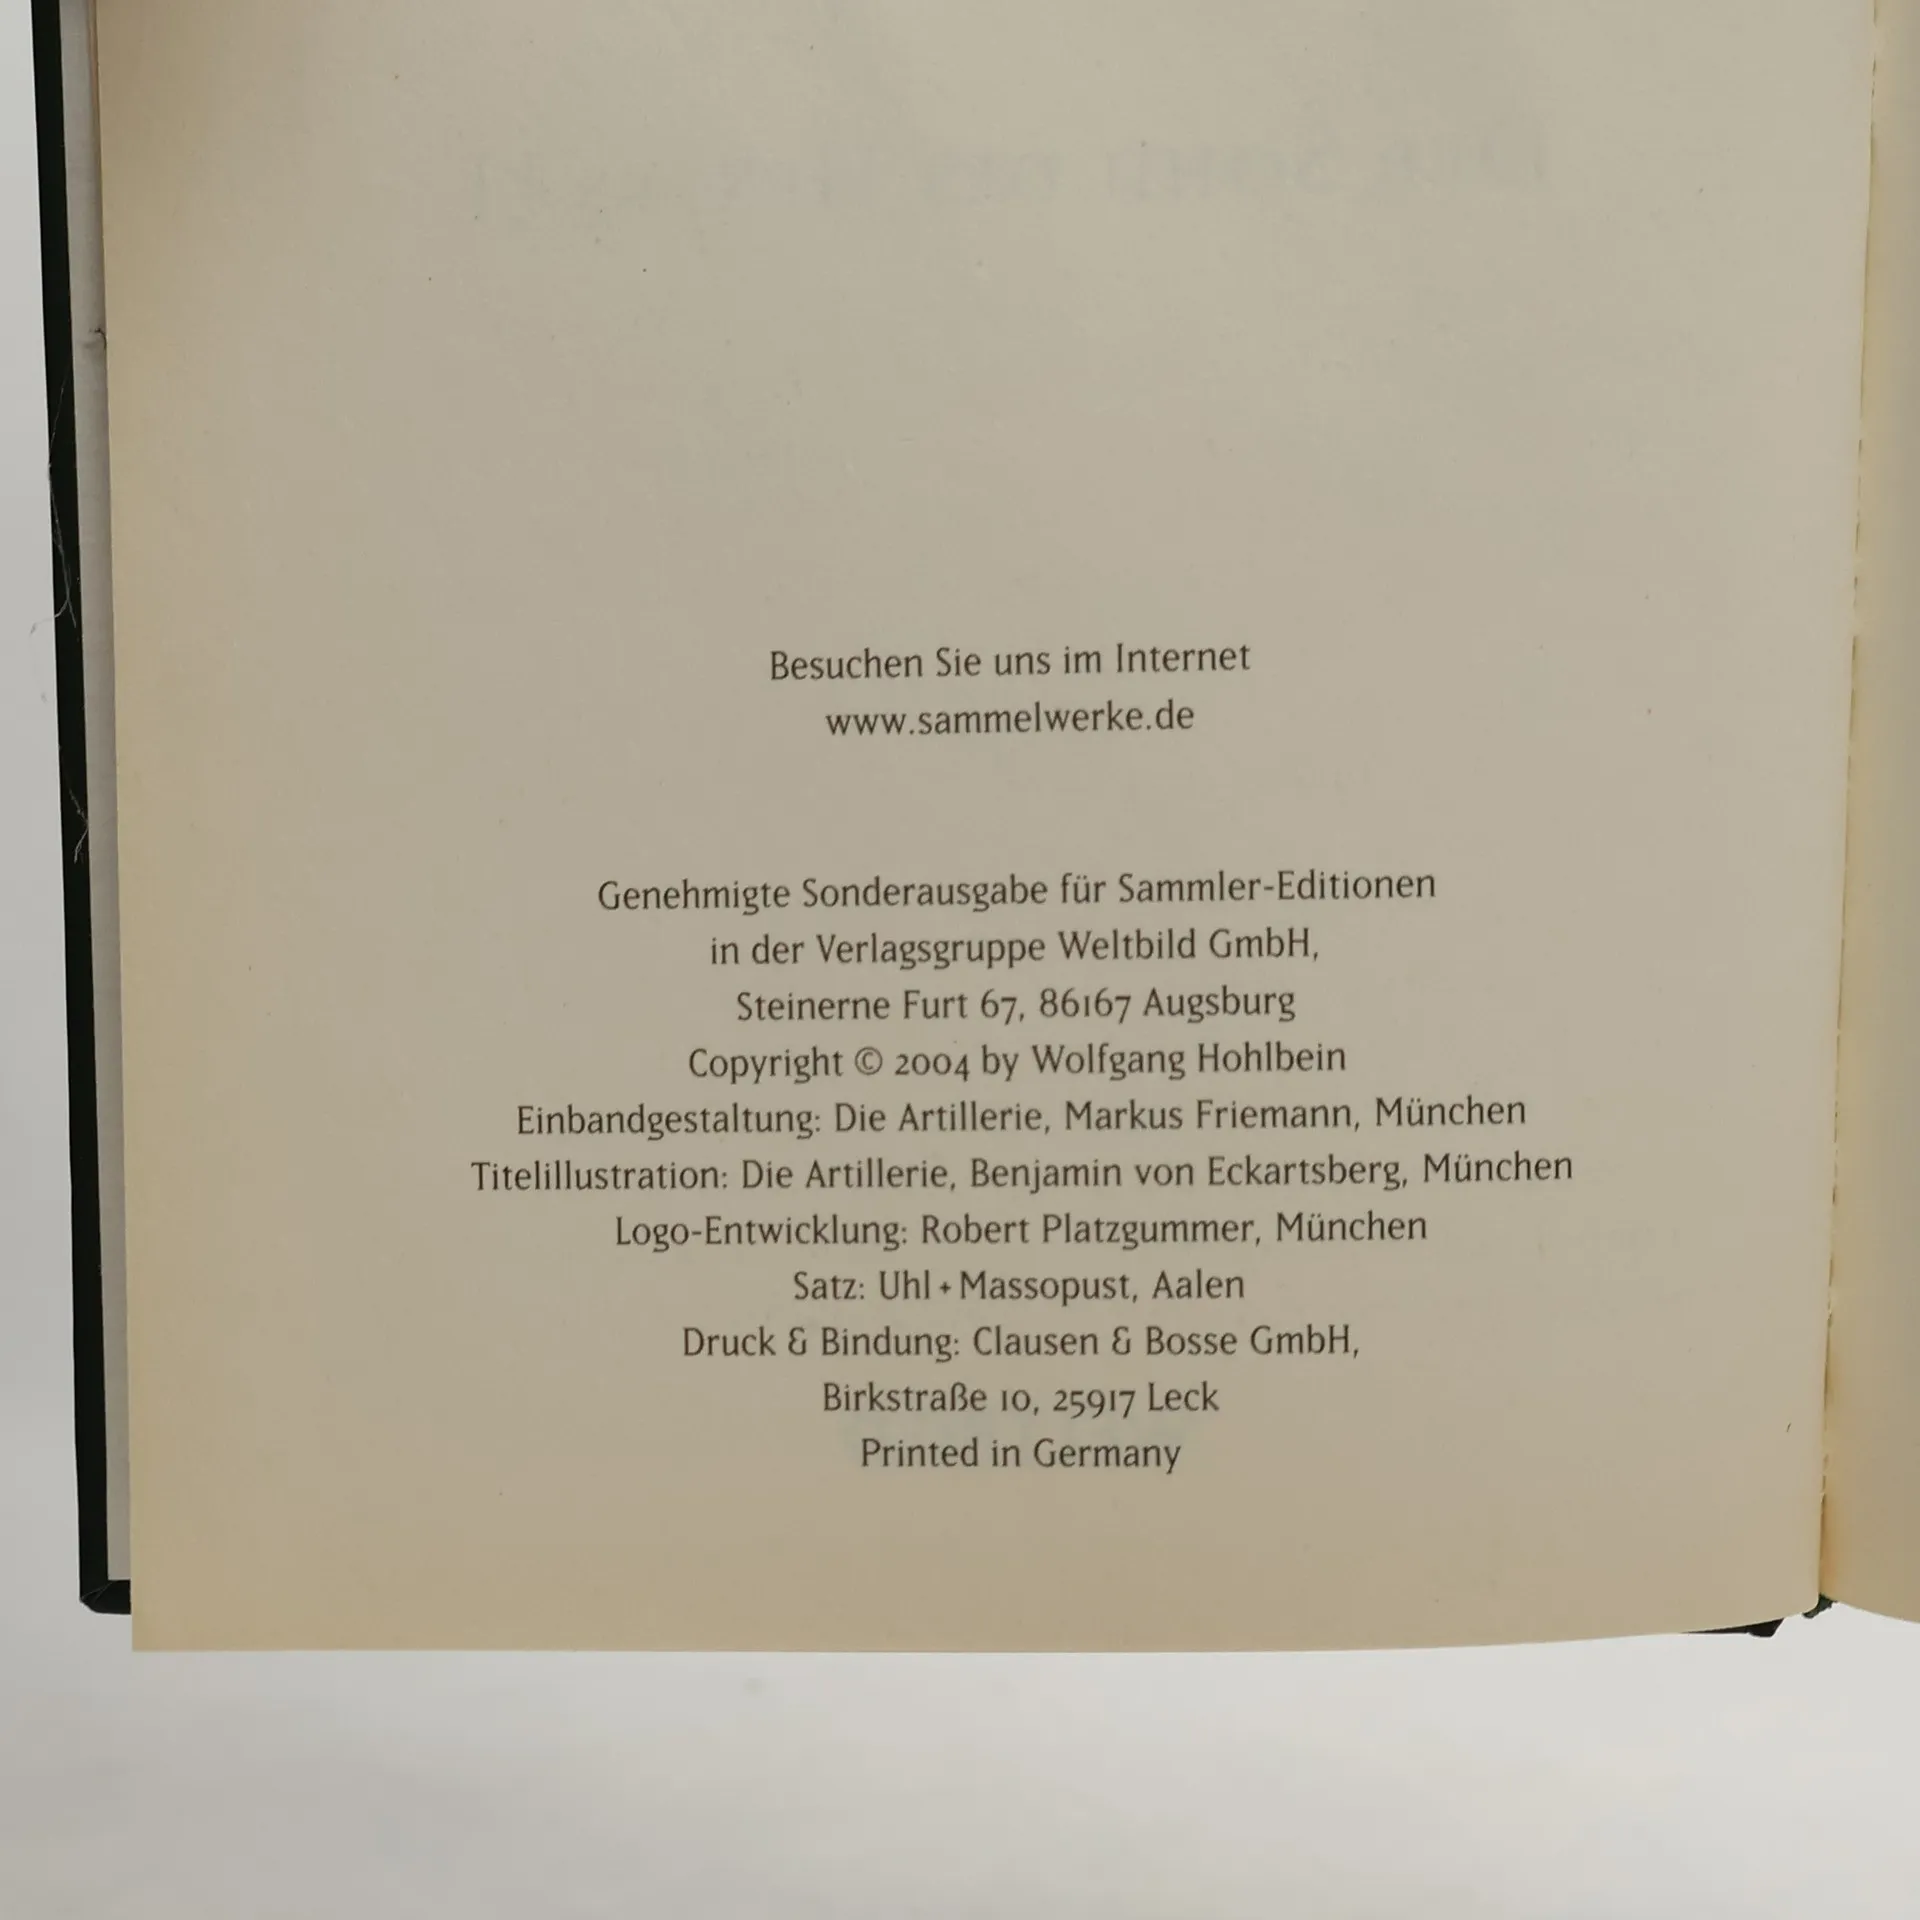 Besuchen Sie uns im Internet
www.sammelwerke.de
Genehmigte Sonderausgabe für Sammler-Editionen
in der Verlagsgruppe Weltbild GmbH,
Steinerne Furt 67, 86167 Augsburg
Copyright © 2004 by Wolfgang Hohlbein
Einbandgestaltung: Die Artillerie, Markus Friemann, München
Titelillustration: Die Artillerie, Benjamin von Eckartsberg, München
Logo-Entwicklung: Robert Platzgummer, München
Satz: Uhl + Massopust, Aalen
Druck & Bindung: Clausen & Bosse GmbH,
Birkstraße 10, 25917 Leck
Printed in Germany